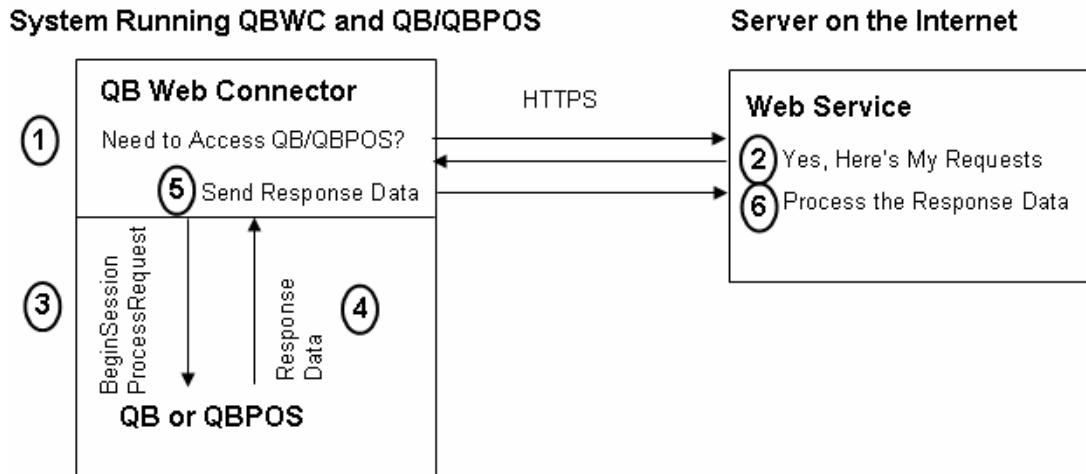 System Running QBWC and QB/QBPOS
Server on the Internet
QB Web Connector
HTTPS
Web Service
1
Need to Access QB/QBPOS?
2
Yes, Here's My Requests
5
Send Response Data
6
Process the Response Data
3
BeginSession
ProcessRequest
Response
Data
4
QB or QBPOS